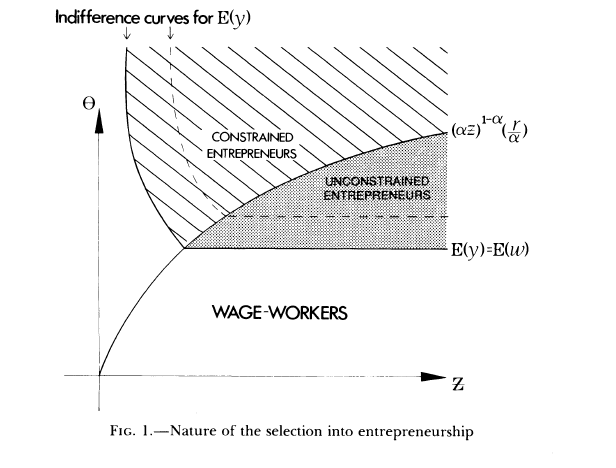 Indifference curves for E(y)
Θ
CONSTRAINED
ENTREPRENEURS
(αz)^{1-α}(r/α)
UNCONSTRAINED
ENTREPRENEURS
E(y)=E(w)
WAGE-WORKERS
Z
FIG. 1.—Nature of the selection into entrepreneurship